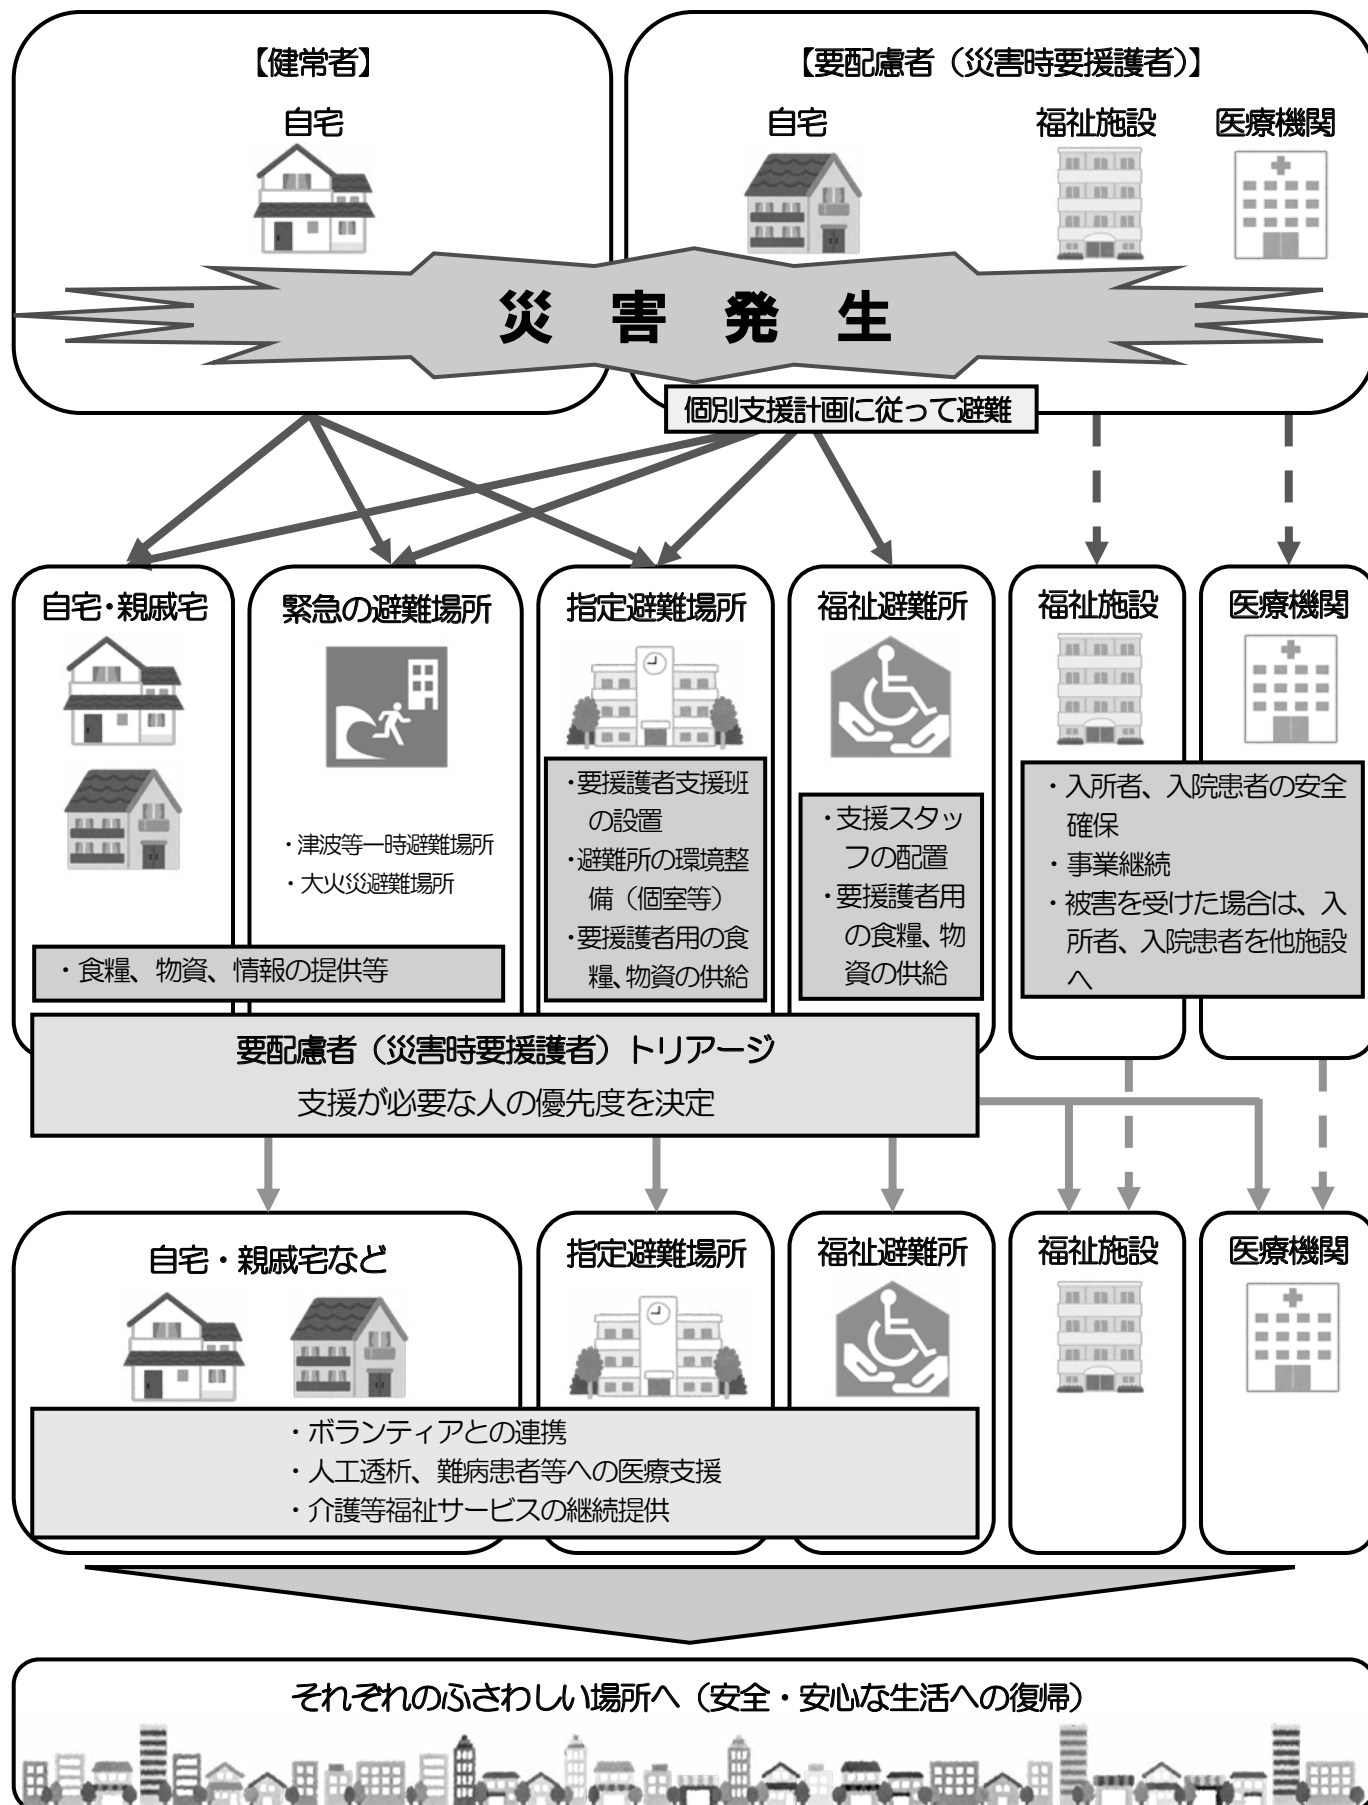 【健常者】
【要配慮者（災害時要援護者）】
自宅
自宅
福祉施設
医療機関
災 害 発 生
個別支援計画に従って避難
自宅・親戚宅
緊急の避難場所
指定避難場所
福祉避難所
福祉施設
医療機関
・津波等一時避難場所
・大火災避難場所
・食糧、物資、情報の提供等
・要援護者支援班
の設置
・避難所の環境整
備（個室等）
・要援護者用の食
糧、物資の供給
・支援スタッ
フの配置
・要援護者用
の食糧、物
資の供給
・入所者、入院患者の安全
確保
・事業継続
・被害を受けた場合は、入
所者、入院患者を他施設
へ
要配慮者（災害時要援護者）トリアージ
支援が必要な人の優先度を決定
自宅・親戚宅など
指定避難場所
福祉避難所
福祉施設
医療機関
・ボランティアとの連携
・人工透析、難病患者等への医療支援
・介護等福祉サービスの継続提供
それぞれのふさわしい場所へ（安全・安心な生活への復帰）